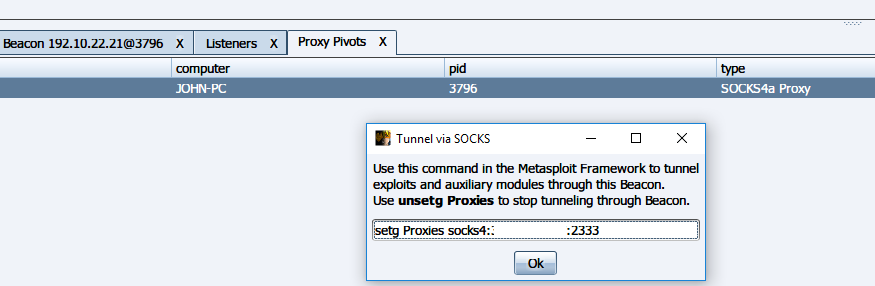 Beacon 192.10.22.21@3796 X Listeners X Proxy Pivots X
computer pid type
JOHN-PC 3796 SOCKS4a Proxy
Tunnel via SOCKS
Use this command in the Metasploit Framework to tunnel
exploits and auxiliary modules through this Beacon.
Use unsetg Proxies to stop tunneling through Beacon.
setg Proxies socks4: :2333
Ok